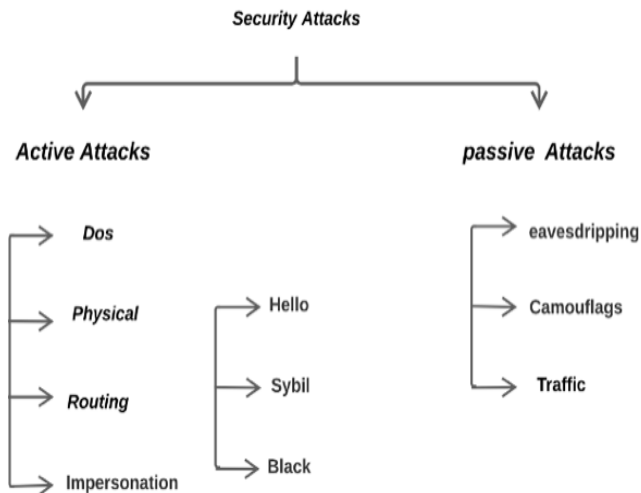 Security Attacks
Active Attacks
passive Attacks
Dos
Physical
Routing
Impersonation
Hello
Sybil
Black
eavesdripping
Camouflags
Traffic